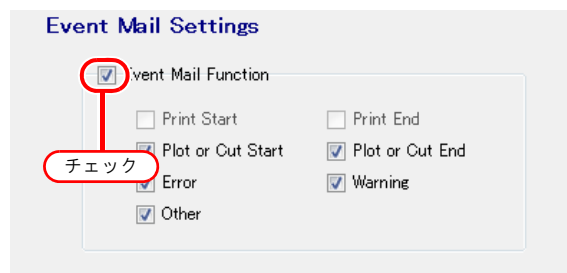 Event Mail Settings
Event Mail Function
Print Start Print End
Plot or Cut Start Plot or Cut End
チェック
Error Warning
Other